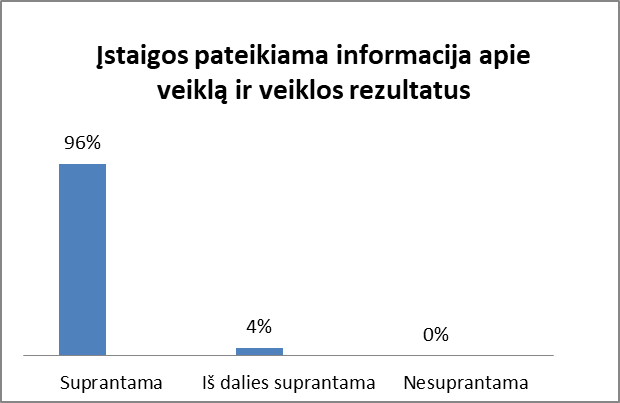 Įstaigos pateikiama informacija apie
veiklą ir veiklos rezultatus
96%
4%
0%
Suprantama
Iš dalies suprantama
Nesuprantama